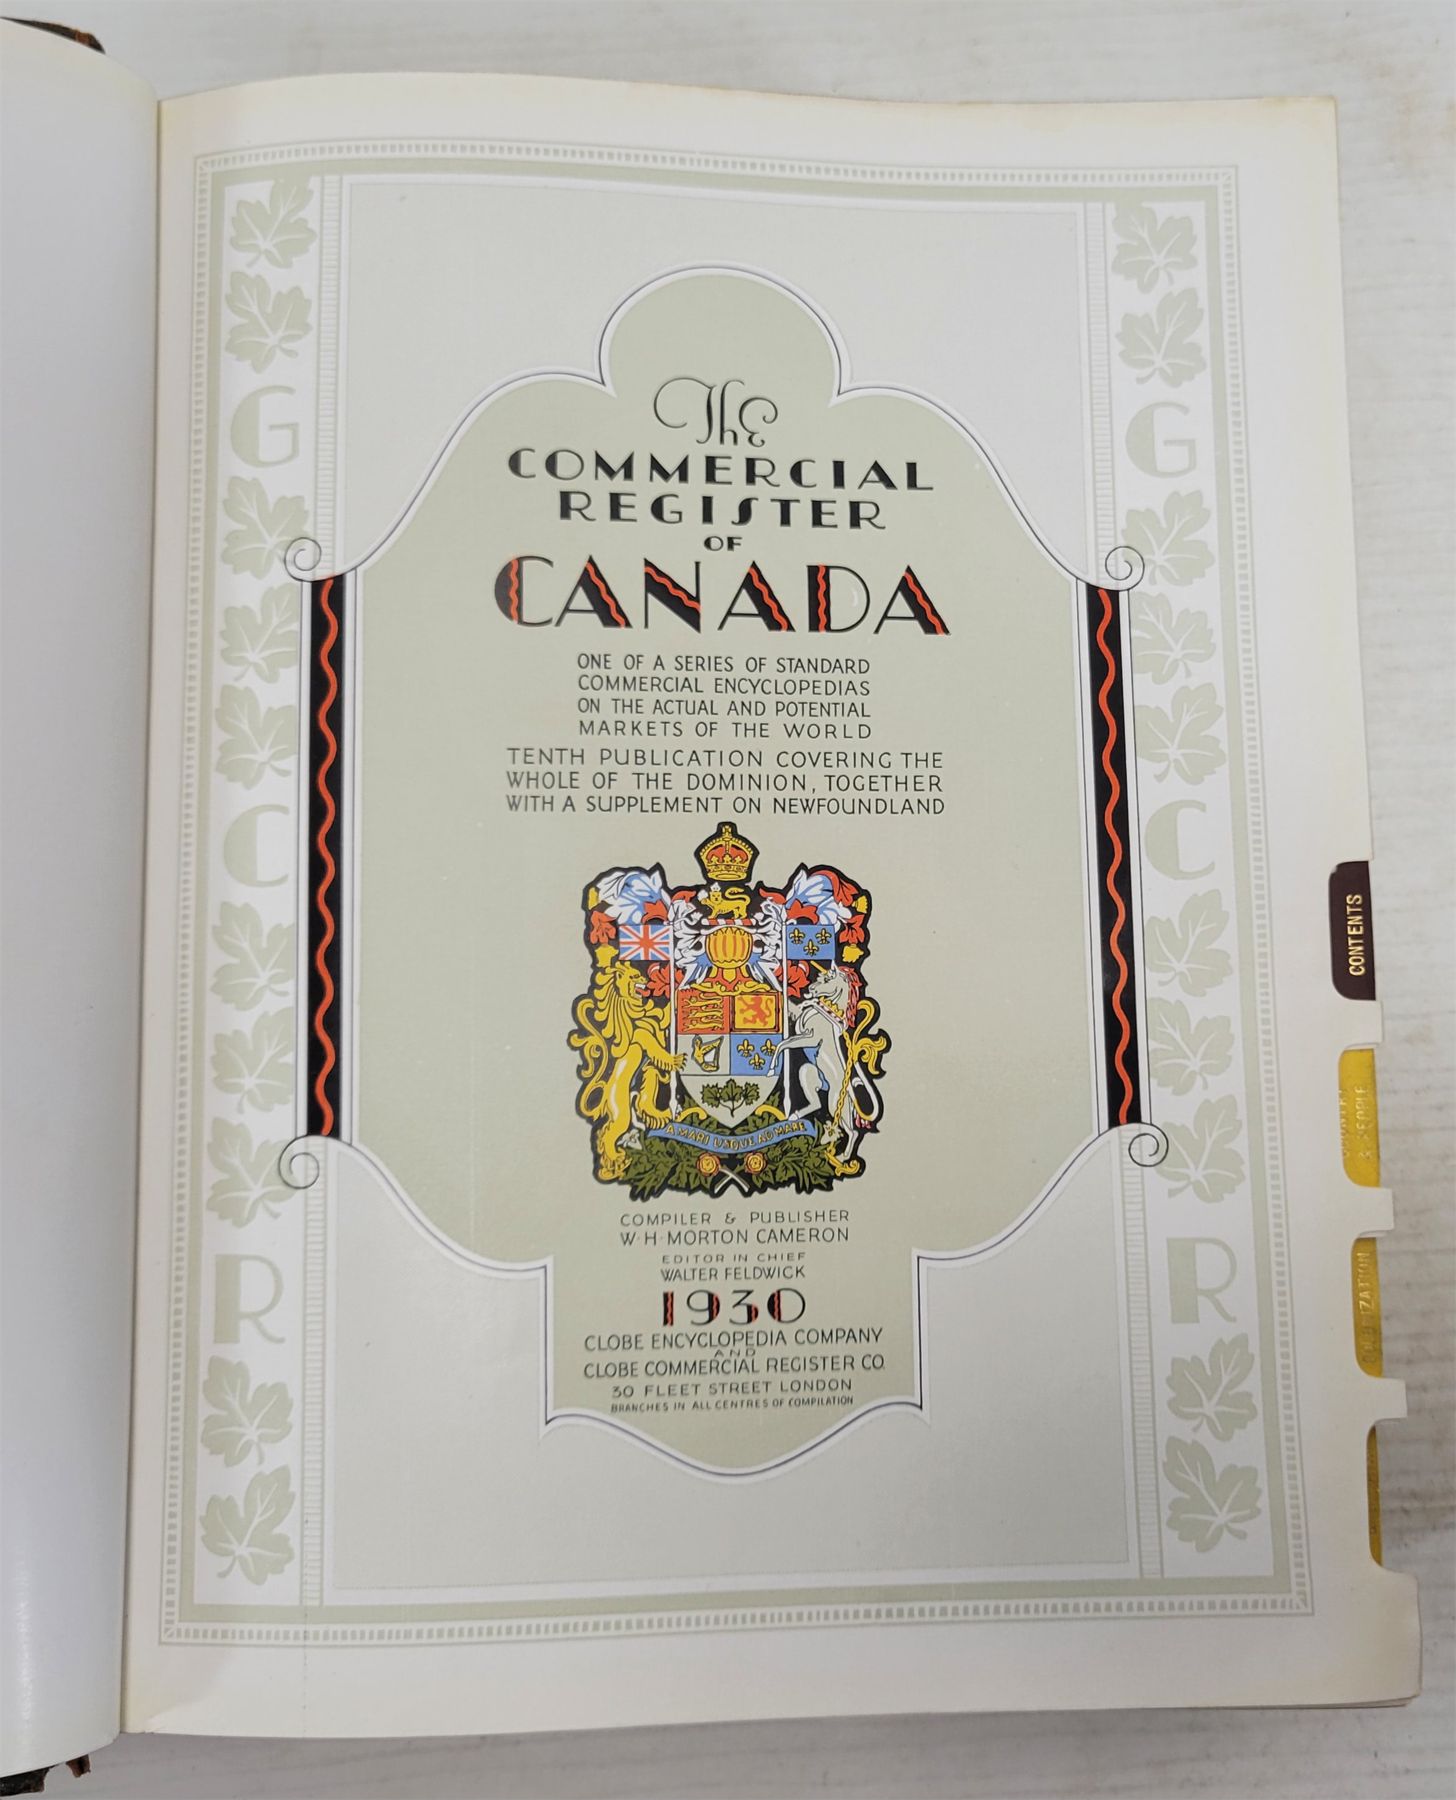 The
COMMERCIAL
REGISTER
OF
CANADA
ONE OF A SERIES OF STANDARD
COMMERCIAL ENCYCLOPEDIAS
ON THE ACTUAL AND POTENTIAL
MARKETS OF THE WORLD
TENTH PUBLICATION COVERING THE
WHOLE OF THE DOMINION, TOGETHER
WITH A SUPPLEMENT ON NEWFOUNDLAND
A MARI USQUE AD MARE
COMPILER & PUBLISHER
W·H·MORTON CAMERON
EDITOR IN CHIEF
WALTER FELDWICK
1930
GLOBE ENCYCLOPEDIA COMPANY
AND
GLOBE COMMERCIAL REGISTER CO.
30 FLEET STREET LONDON
BRANCHES IN ALL CENTRES OF COMPILATION
G
C
R
G
C
R
CONTENTS
& PEOPLE